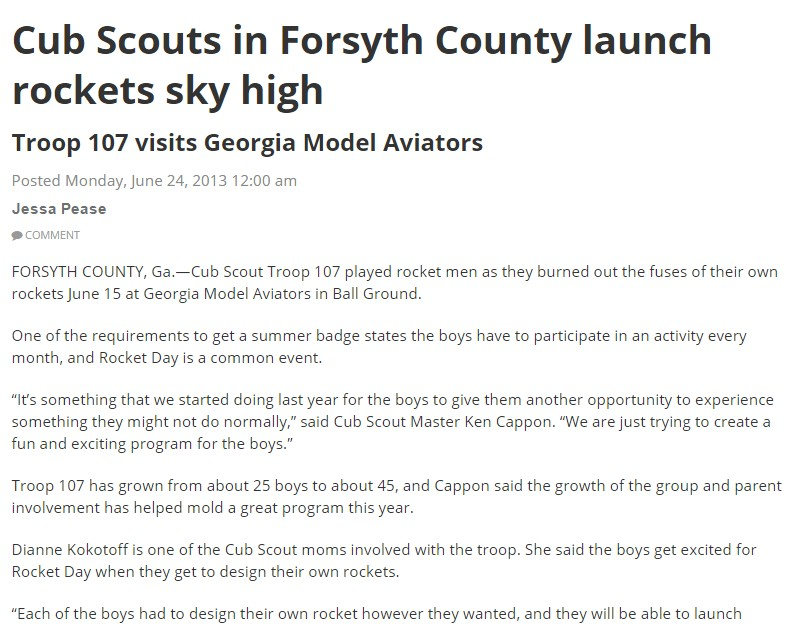 Cub Scouts in Forsyth County launch
rockets sky high
Troop 107 visits Georgia Model Aviators
Posted Monday, June 24, 2013 12:00 am
Jessa Pease
COMMENT
FORSYTH COUNTY, Ga.—Cub Scout Troop 107 played rocket men as they burned out the fuses of their own
rockets June 15 at Georgia Model Aviators in Ball Ground.
One of the requirements to get a summer badge states the boys have to participate in an activity every
month, and Rocket Day is a common event.
“It’s something that we started doing last year for the boys to give them another opportunity to experience
something they might not do normally,” said Cub Scout Master Ken Cappon. “We are just trying to create a
fun and exciting program for the boys.”
Troop 107 has grown from about 25 boys to about 45, and Cappon said the growth of the group and parent
involvement has helped mold a great program this year.
Dianne Kokotoff is one of the Cub Scout moms involved with the troop. She said the boys get excited for
Rocket Day when they get to design their own rockets.
“Each of the boys had to design their own rocket however they wanted, and they will be able to launch